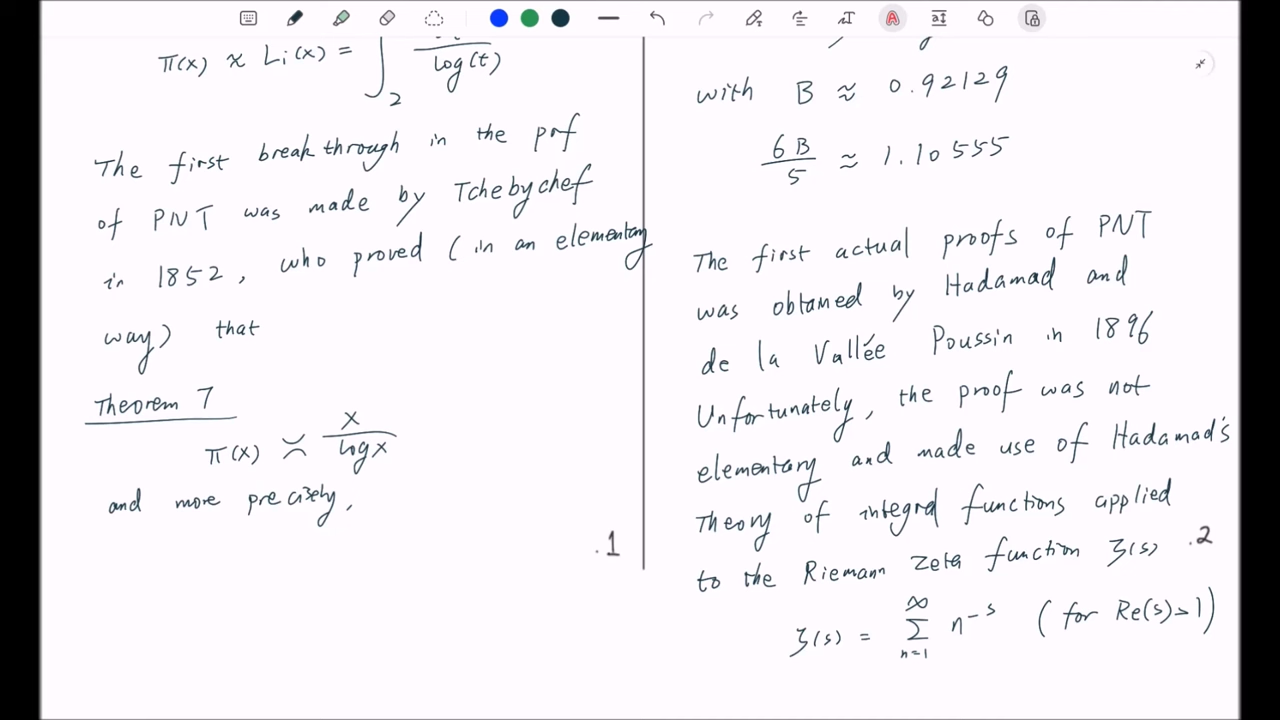 π(x) ∝ Li(x) = ∫_2 / log(t)
The first breakthrough in the prf
of PNT was made by Tchebychef
in 1852, who proved (in an elementary
way) that
Theorem 7
π(x) ≍ x / log x
and more precisely,
.1
with B ≈ 0.92129
6B / 5 ≈ 1.10555
The first actual proofs of PNT
was obtained by Hadamad and
de la Vallée Poussin in 1896
Unfortunately, the proof was not
elementary and made use of Hadamad's
Theory of integral functions applied
to the Riemann zeta function ζ(s) .2
ζ(s) = ∑_{n=1}^∞ n^{-s} (for Re(s)>1)